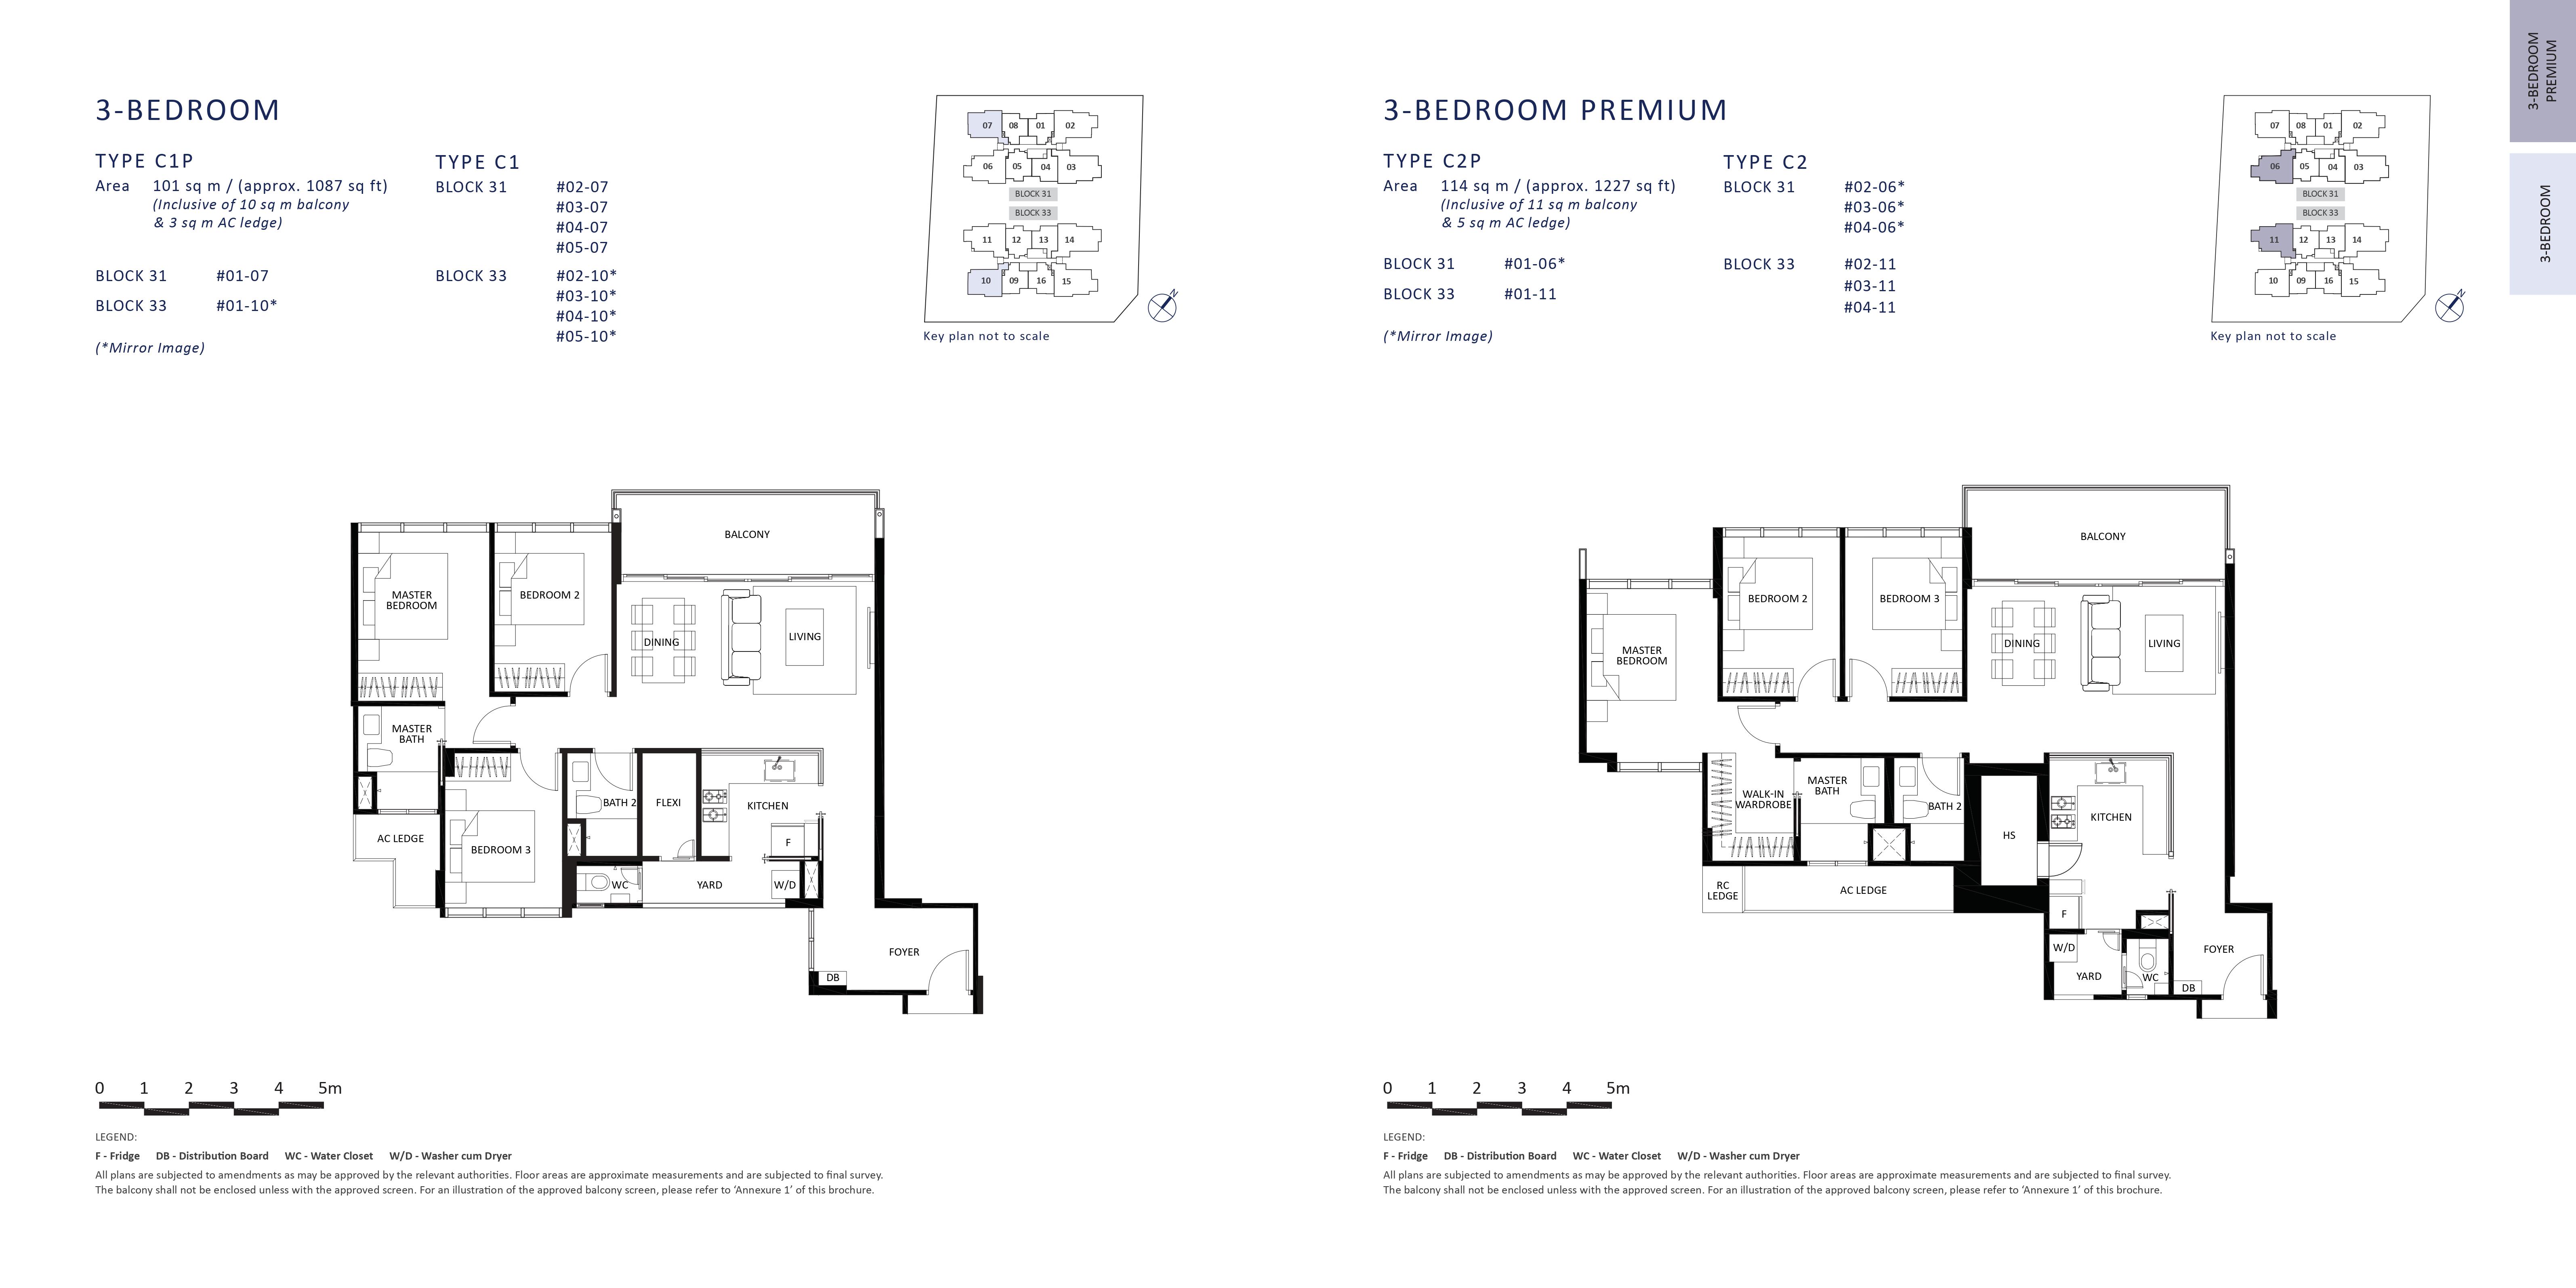 3-BEDROOM
TYPE C1P
Area 101 sq m / (approx. 1087 sq ft)
(Inclusive of 10 sq m balcony
& 3 sq m AC ledge)
BLOCK 31 #01-07
BLOCK 33 #01-10*
(*Mirror Image)
TYPE C1
BLOCK 31 #02-07
#03-07
#04-07
#05-07
BLOCK 33 #02-10*
#03-10*
#04-10*
#05-10*
07 08 01 02
06 05 04 03
BLOCK 31
BLOCK 33
11 12 13 14
10 09 16 15
N
Key plan not to scale
BALCONY
MASTER
BEDROOM
BEDROOM 2
DINING
LIVING
MASTER
BATH
BATH 2
FLEXI
KITCHEN
AC LEDGE
BEDROOM 3
F
WC
YARD
W/D
FOYER
DB
0 1 2 3 4 5m
LEGEND:
F - Fridge DB - Distribution Board WC - Water Closet W/D - Washer cum Dryer
All plans are subjected to amendments as may be approved by the relevant authorities. Floor areas are approximate measurements and are subjected to final survey.
The balcony shall not be enclosed unless with the approved screen. For an illustration of the approved balcony screen, please refer to ‘Annexure 1’ of this brochure.
3-BEDROOM PREMIUM
TYPE C2P
Area 114 sq m / (approx. 1227 sq ft)
(Inclusive of 11 sq m balcony
& 5 sq m AC ledge)
BLOCK 31 #01-06*
BLOCK 33 #01-11
(*Mirror Image)
TYPE C2
BLOCK 31 #02-06*
#03-06*
#04-06*
BLOCK 33 #02-11
#03-11
#04-11
07 08 01 02
06 05 04 03
BLOCK 31
BLOCK 33
11 12 13 14
10 09 16 15
N
Key plan not to scale
3-BEDROOM
PREMIUM
3-BEDROOM
BALCONY
BEDROOM 2
BEDROOM 3
MASTER
BEDROOM
DINING
LIVING
WALK-IN
WARDROBE
MASTER
BATH
BATH 2
HS
KITCHEN
RC
LEDGE
AC LEDGE
F
W/D
YARD
WC
FOYER
DB
0 1 2 3 4 5m
LEGEND:
F - Fridge DB - Distribution Board WC - Water Closet W/D - Washer cum Dryer
All plans are subjected to amendments as may be approved by the relevant authorities. Floor areas are approximate measurements and are subjected to final survey.
The balcony shall not be enclosed unless with the approved screen. For an illustration of the approved balcony screen, please refer to ‘Annexure 1’ of this brochure.